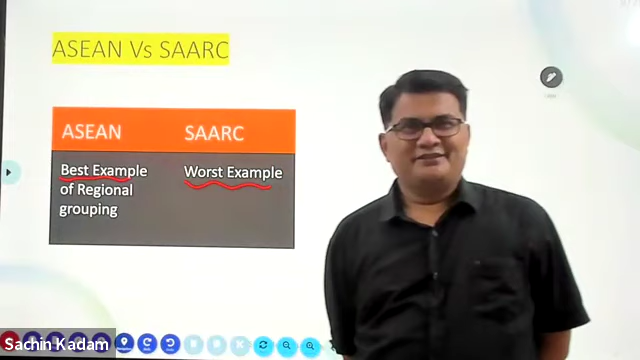 ASEAN Vs SAARC
ASEAN SAARC
Best Example Worst Example
of Regional
grouping
Sachin Kadam